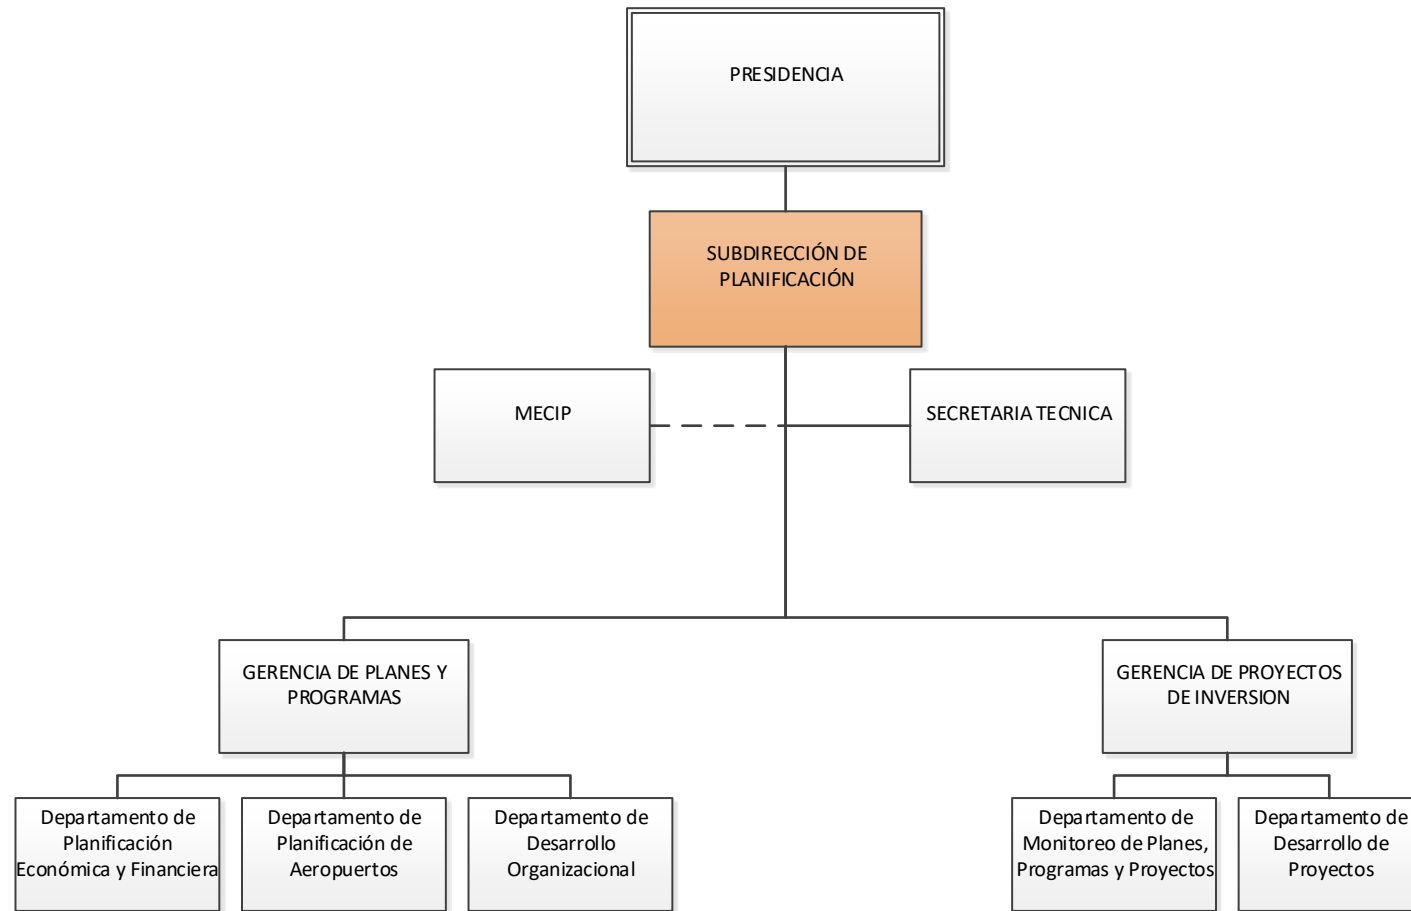 PRESIDENCIA
SUBDIRECCIÓN DE
PLANIFICACIÓN
MECIP
SECRETARIA TECNICA
GERENCIA DE PLANES Y
PROGRAMAS
GERENCIA DE PROYECTOS
DE INVERSION
Departamento de
Planificación
Económica y Financiera
Departamento de
Planificación de
Aeropuertos
Departamento de
Desarrollo
Organizacional
Departamento de
Monitoreo de Planes,
Programas y Proyectos
Departamento de
Desarrollo de
Proyectos